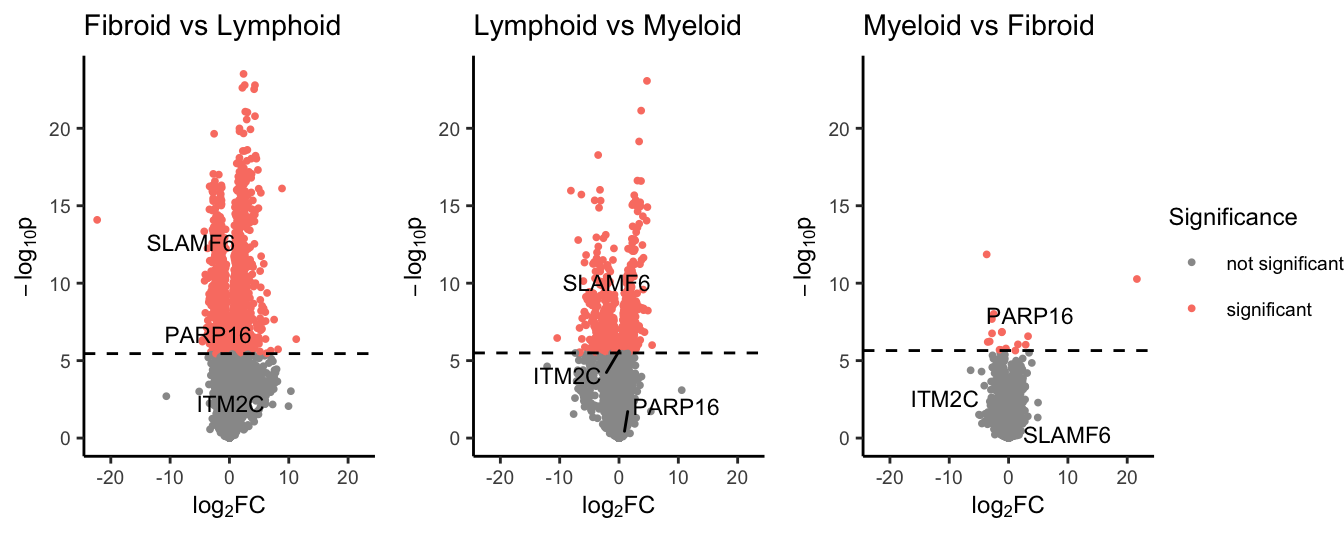 Fibroid vs Lymphoid
Lymphoid vs Myeloid
Myeloid vs Fibroid
−log10p
20
15
10
5
0
SLAMF6
PARP16
ITM2C
-20
-10
0
10
20
log2FC
−log10p
20
15
10
5
0
SLAMF6
ITM2C
PARP16
-20
-10
0
10
20
log2FC
−log10p
20
15
10
5
0
PARP16
ITM2C
SLAMF6
-20
-10
0
10
20
log2FC
Significance
not significant
significant